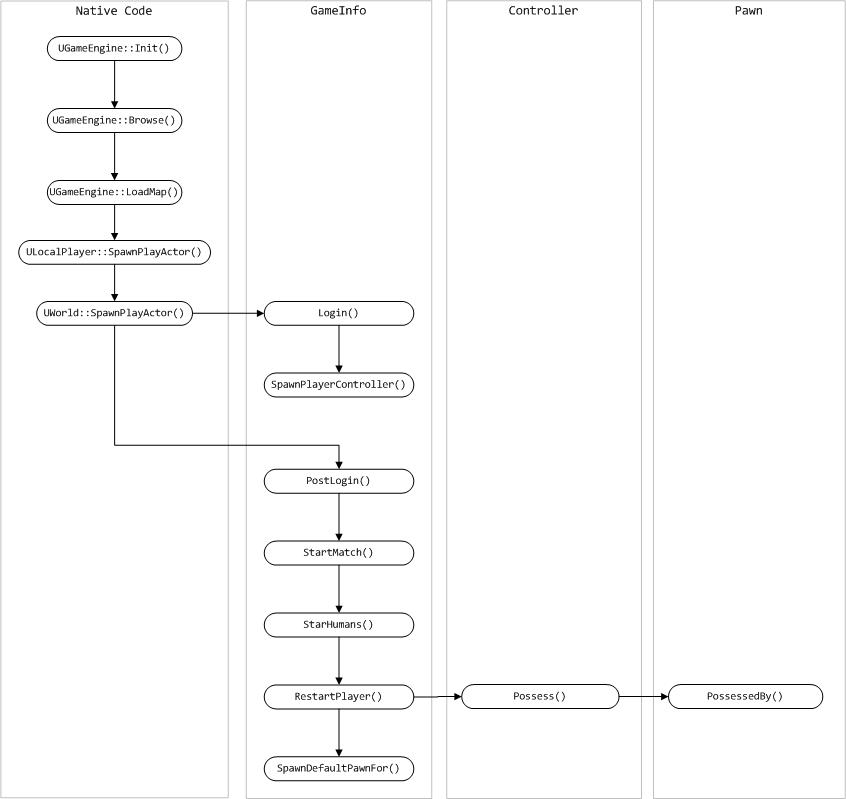 Native Code
GameInfo
Controller
Pawn
UGameEngine::Init()
UGameEngine::Browse()
UGameEngine::LoadMap()
ULocalPlayer::SpawnPlayActor()
UWorld::SpawnPlayActor()
Login()
SpawnPlayerController()
PostLogin()
StartMatch()
StarHumans()
RestartPlayer()
Possess()
PossessedBy()
SpawnDefaultPawnFor()